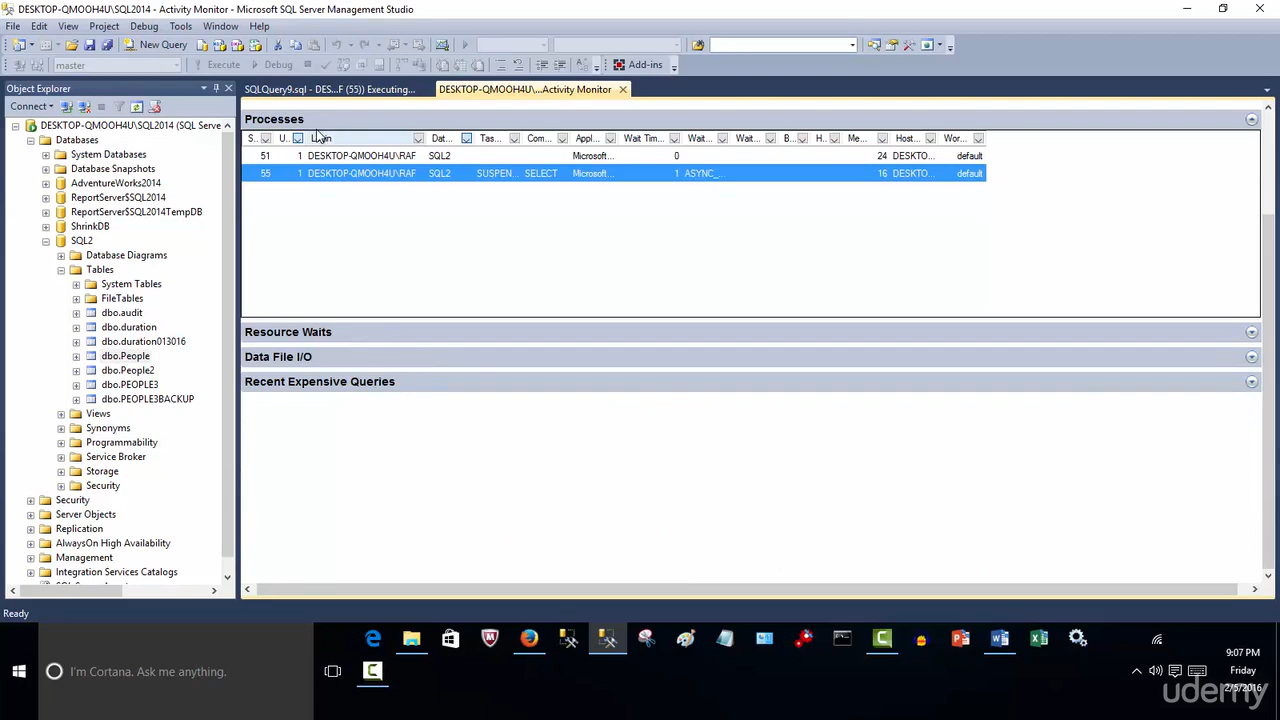 DESKTOP-QMOOH4U\SQL2014 - Activity Monitor - Microsoft SQL Server Management Studio
File Edit View Project Debug Tools Window Help
New Query
master Execute Debug Add-ins
Object Explorer
SQLQuery9.sql - DES...F (55)) Executing...
DESKTOP-QMOOH4U\...Activity Monitor
Connect
DESKTOP-QMOOH4U\SQL2014 (SQL Serve
Databases
System Databases
Database Snapshots
AdventureWorks2014
ReportServer$SQL2014
ReportServer$SQL2014TempDB
ShrinkDB
SQL2
Database Diagrams
Tables
System Tables
FileTables
dbo.audit
dbo.duration
dbo.duration013016
dbo.People
dbo.People2
dbo.PEOPLE3
dbo.PEOPLE3BACKUP
Views
Synonyms
Programmability
Service Broker
Storage
Security
Security
Server Objects
Replication
AlwaysOn High Availability
Management
Integration Services Catalogs
Processes
S... U... Dat... Tas... Com... Appl... Wait Tim... Wait... Wait... B... H... Me... Host... Wor...
51 1 DESKTOP-QMOOH4U\RAF SQL2 Microsoft... 0 24 DESKTO... default
55 1 DESKTOP-QMOOH4U\RAF SQL2 SUSPEN... SELECT Microsoft... 1 ASYNC_... 16 DESKTO... default
Resource Waits
Data File I/O
Recent Expensive Queries
Ready
I'm Cortana. Ask me anything.
9:07 PM
Friday
2/5/2016
udemy